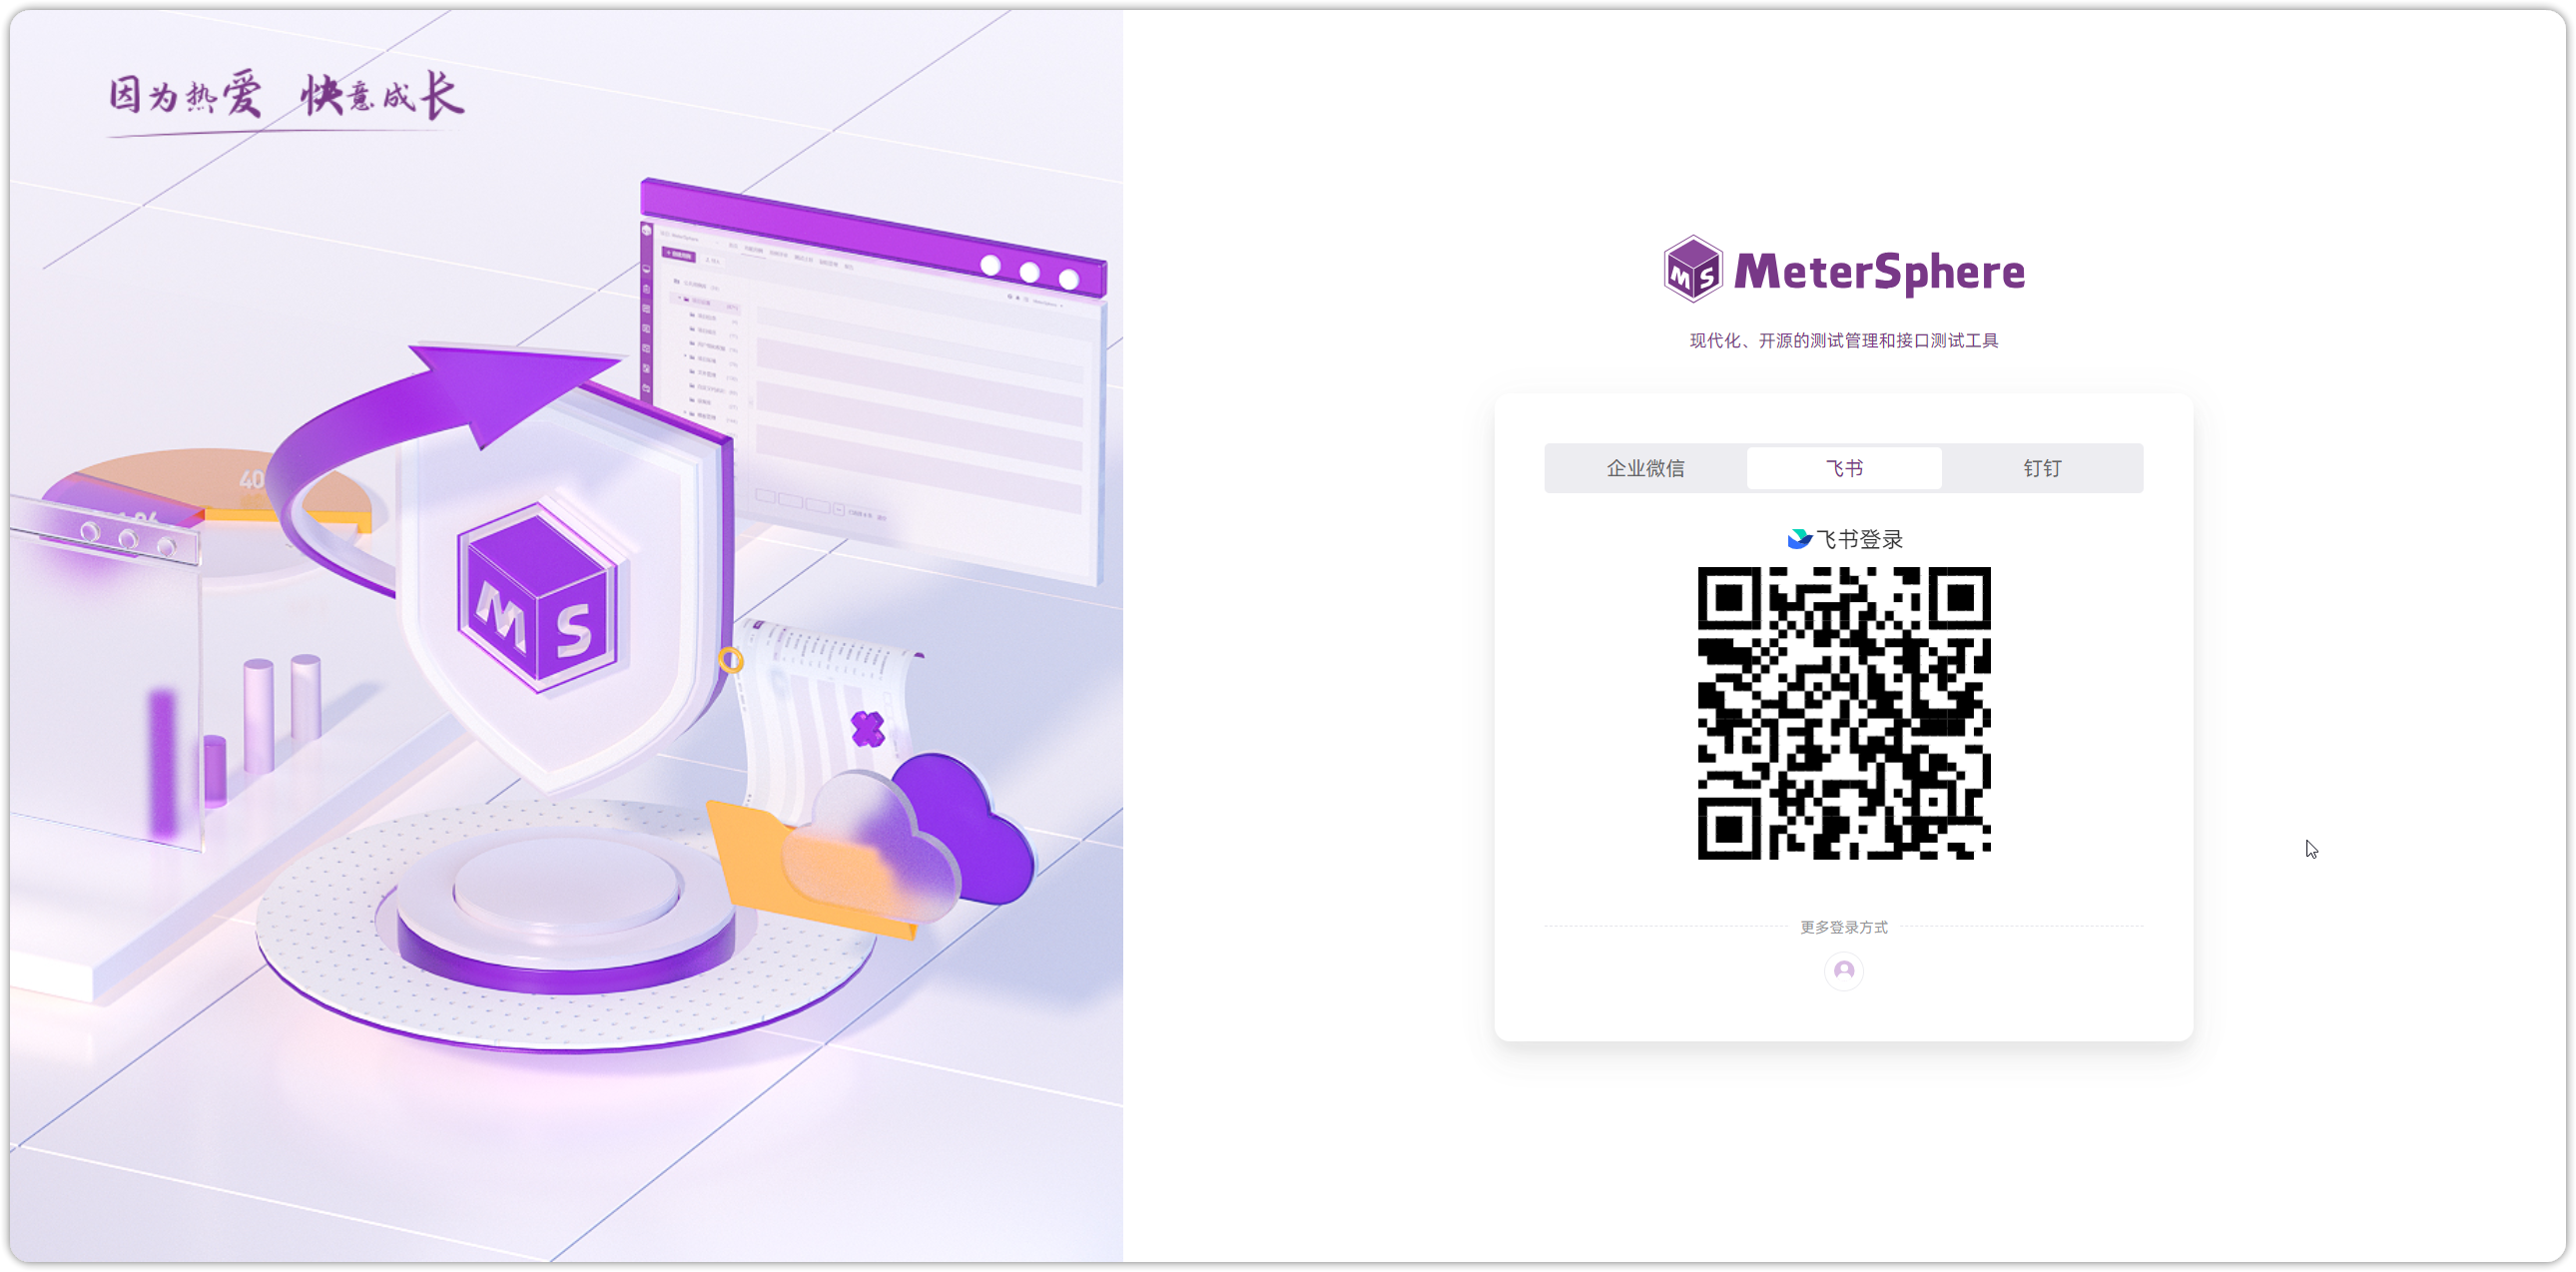 因为热爱 快意成长
40
MS
MS MeterSphere
现代化、开源的测试管理和接口测试工具
企业微信 飞书 钉钉
飞书登录
更多登录方式